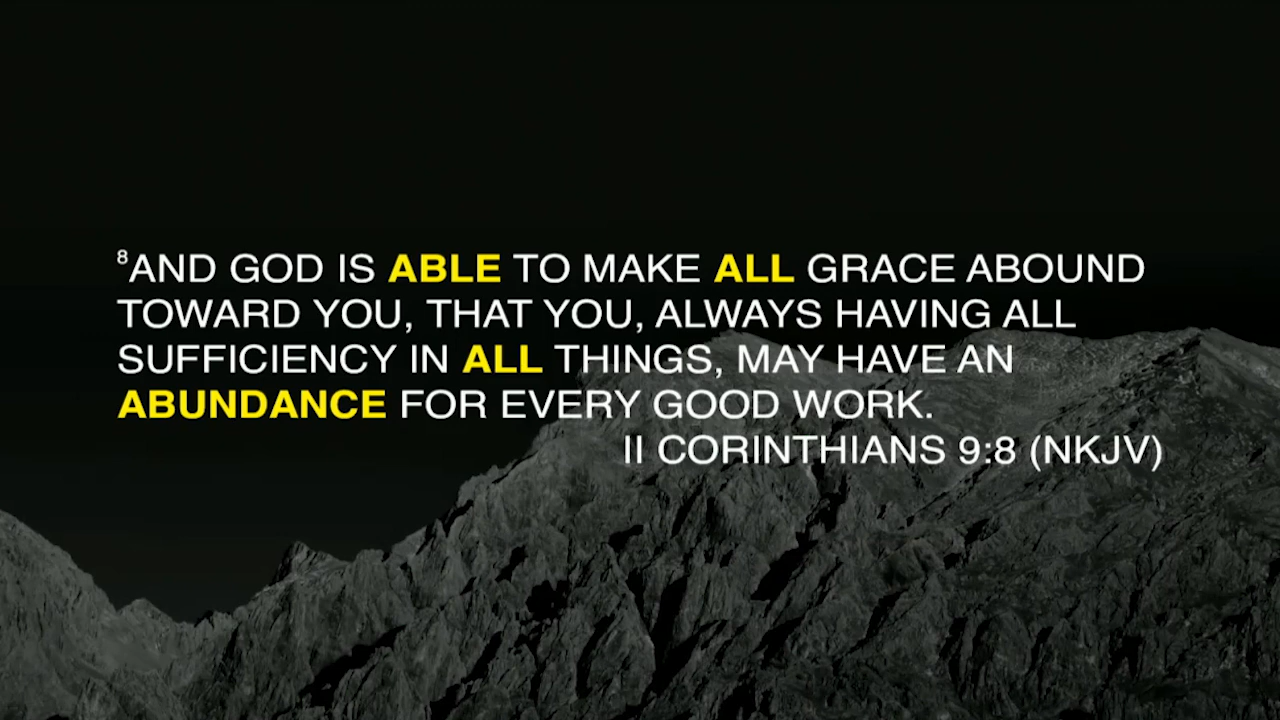 ⁸AND GOD IS ABLE TO MAKE ALL GRACE ABOUND
TOWARD YOU, THAT YOU, ALWAYS HAVING ALL
SUFFICIENCY IN ALL THINGS, MAY HAVE AN
ABUNDANCE FOR EVERY GOOD WORK.
II CORINTHIANS 9:8 (NKJV)